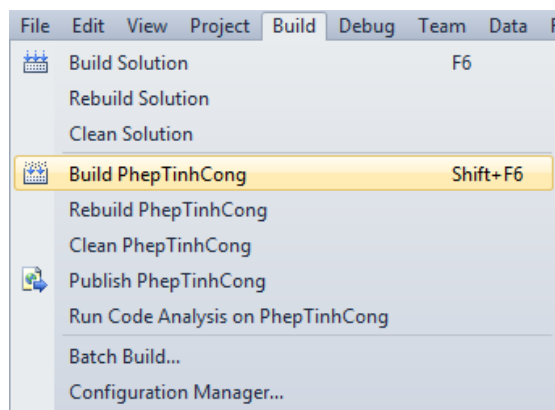 File Edit View Project Build Debug Team Data
Build Solution F6
Rebuild Solution
Clean Solution
Build PhepTinhCong Shift+F6
Rebuild PhepTinhCong
Clean PhepTinhCong
Publish PhepTinhCong
Run Code Analysis on PhepTinhCong
Batch Build...
Configuration Manager...